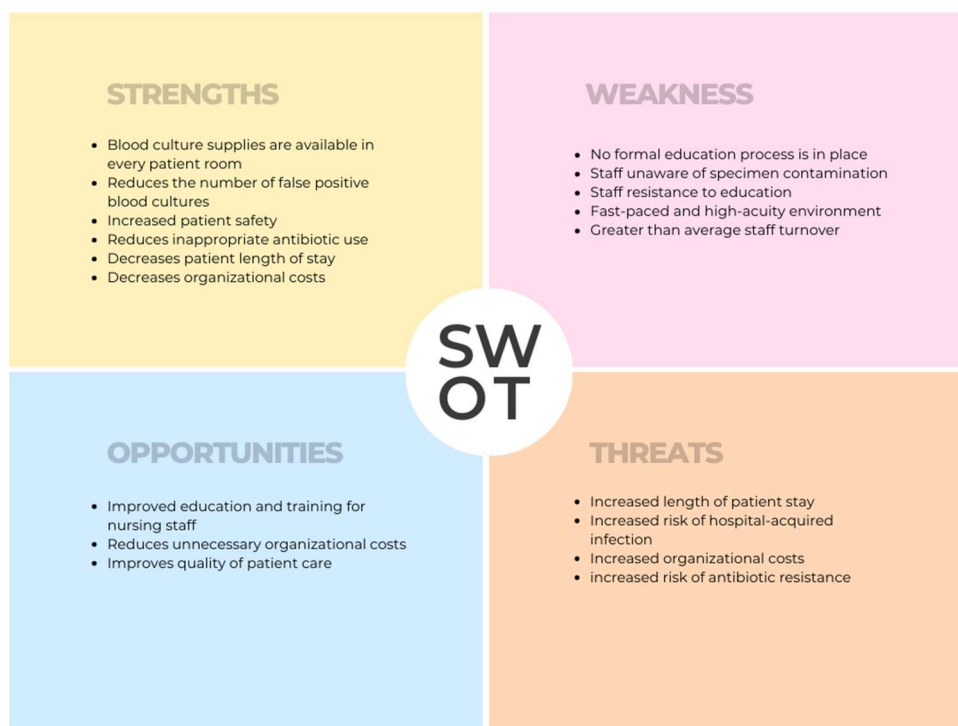 STRENGTHS
• Blood culture supplies are available in
every patient room
• Reduces the number of false positive
blood cultures
• Increased patient safety
• Reduces inappropriate antibiotic use
• Decreases patient length of stay
• Decreases organizational costs
WEAKNESS
• No formal education process is in place
• Staff unaware of specimen contamination
• Staff resistance to education
• Fast-paced and high-acuity environment
• Greater than average staff turnover
SW
OT
OPPORTUNITIES
• Improved education and training for
nursing staff
• Reduces unnecessary organizational costs
• Improves quality of patient care
THREATS
• Increased length of patient stay
• Increased risk of hospital-acquired
infection
• Increased organizational costs
• increased risk of antibiotic resistance